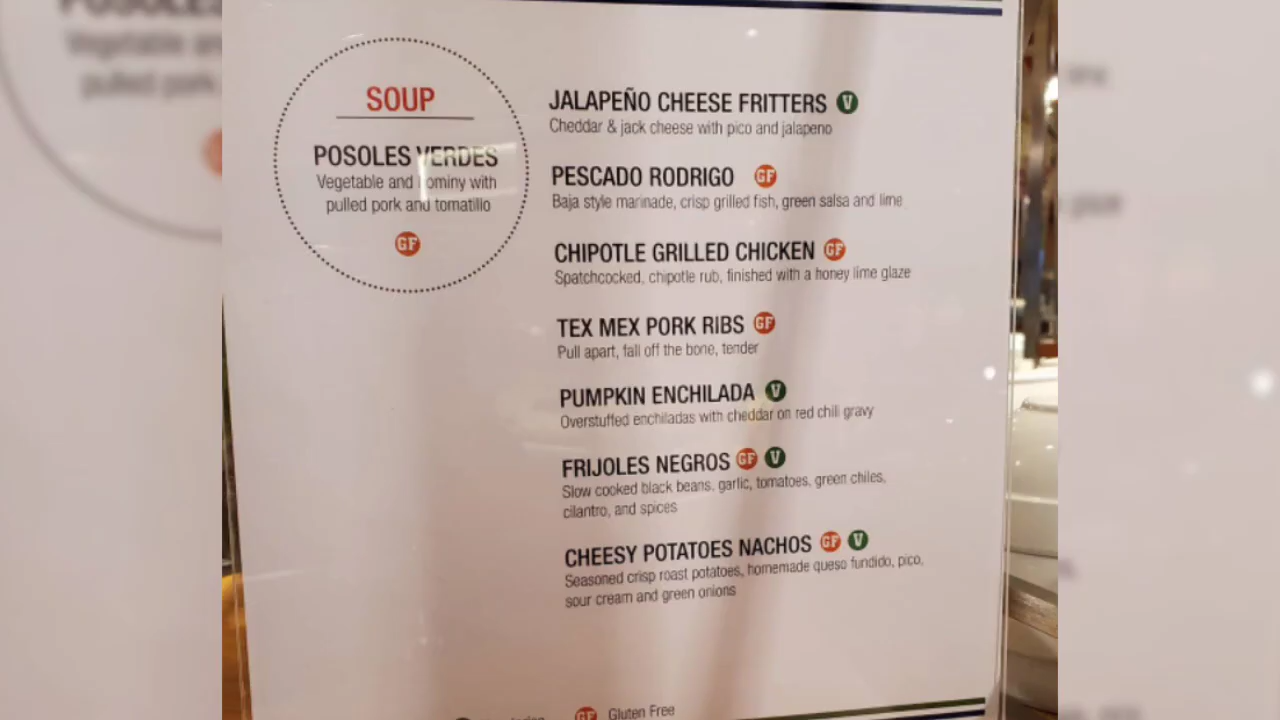 SOUP
POSOLES VERDES
Vegetable and hominy with
pulled pork and tomatillo
GF
JALAPEÑO CHEESE FRITTERS V
Cheddar & jack cheese with pico and jalapeno
PESCADO RODRIGO GF
Baja style marinade, crisp grilled fish, green salsa and lime
CHIPOTLE GRILLED CHICKEN GF
Spatchcocked, chipotle rub, finished with a honey lime glaze
TEX MEX PORK RIBS GF
Pull apart, fall off the bone, tender
PUMPKIN ENCHILADA V
Overstuffed enchiladas with cheddar on red chili gravy
FRIJOLES NEGROS GF V
Slow cooked black beans, garlic, tomatoes, green chiles,
cilantro, and spices
CHEESY POTATOES NACHOS GF V
Seasoned crisp roast potatoes, homemade queso fundido, pico,
sour cream and green onions
GF Gluten Free